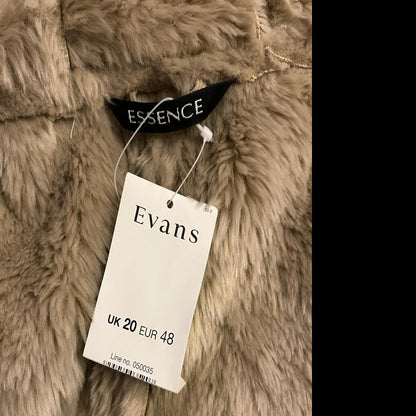 ESSENCE
Evans
UK 20 EUR 48
Line no. 050035